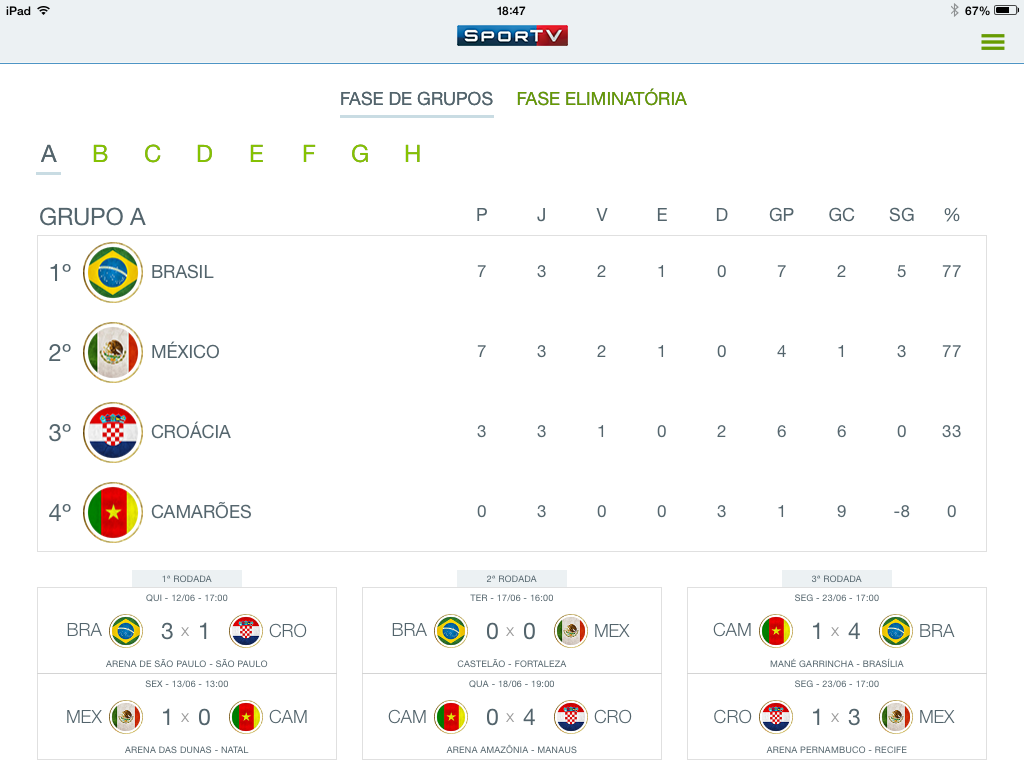 iPad 18:47 67%
SPORTV
FASE DE GRUPOS FASE ELIMINATÓRIA
A B C D E F G H
GRUPO A P J V E D GP GC SG %
1º BRASIL 7 3 2 1 0 7 2 5 77
2º MÉXICO 7 3 2 1 0 4 1 3 77
3º CROÁCIA 3 3 1 0 2 6 6 0 33
4º CAMARÕES 0 3 0 0 3 1 9 -8 0
1ª RODADA
QUI - 12/06 - 17:00
BRA 3 x 1 CRO
ARENA DE SÃO PAULO - SÃO PAULO
SEX - 13/06 - 13:00
MEX 1 x 0 CAM
ARENA DAS DUNAS - NATAL
2ª RODADA
TER - 17/06 - 16:00
BRA 0 x 0 MEX
CASTELÃO - FORTALEZA
QUA - 18/06 - 19:00
CAM 0 x 4 CRO
ARENA AMAZÔNIA - MANAUS
3ª RODADA
SEG - 23/06 - 17:00
CAM 1 x 4 BRA
MANÉ GARRINCHA - BRASÍLIA
SEG - 23/06 - 17:00
CRO 1 x 3 MEX
ARENA PERNAMBUCO - RECIFE